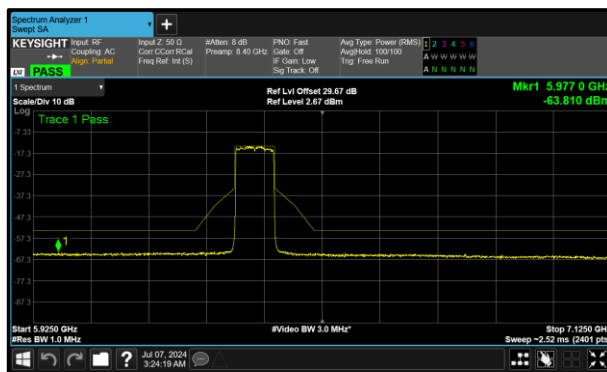 Spectrum Analyzer 1
Swept SA
+
KEYSIGHT Input: RF Input Z: 50 Ω #Atten: 8 dB PNO: Fast Avg Type: Power (RMS) 1 2 3 4 5 6
Coupling: AC Corr CCorr RCal Preamp: 8.40 GHz Gate: Off Avg|Hold: 100/100 A W W W W W
Align: Partial Freq Ref: Int (S) IF Gain: Low Trig: Free Run
Sig Track: Off A N N N N N
LXI PASS
1 Spectrum Ref Lvl Offset 29.67 dB Mkr1 5.977 0 GHz
Scale/Div 10 dB Ref Level 2.67 dBm -63.810 dBm
Log
Trace 1 Pass
-7.33
-17.3
-27.3
-37.3
-47.3
-57.3
1
-67.3
-77.3
-87.3
Start 5.9250 GHz #Video BW 3.0 MHz* Stop 7.1250 GHz
#Res BW 1.0 MHz Sweep ~2.52 ms (2401 pts)
? Jul 07, 2024
3:24:19 AM